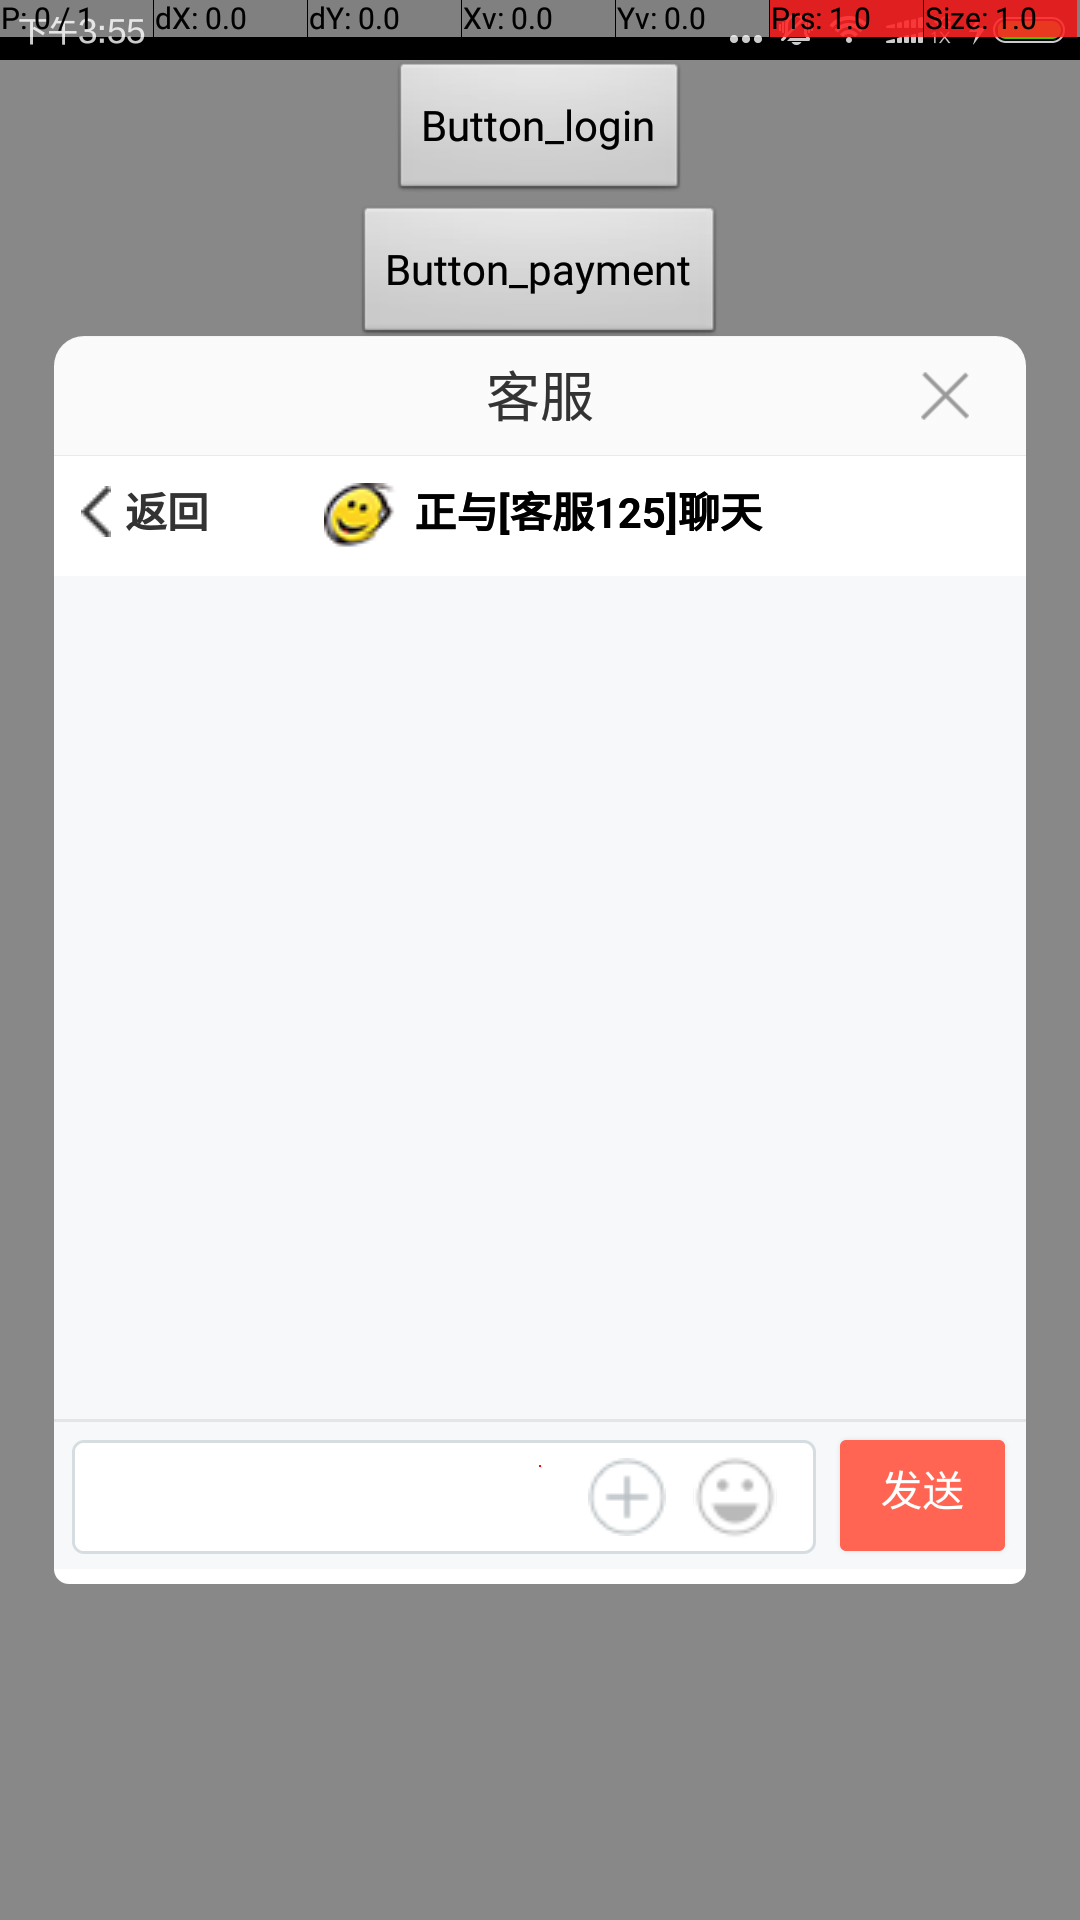 P: 0 / 1 dX: 0.0 dY: 0.0 Xv: 0.0 Yv: 0.0 Prs: 1.0 Size: 1.0
下午3:55 1X
Button_login
Button_payment
客服
返回 正与[客服125]聊天
发送